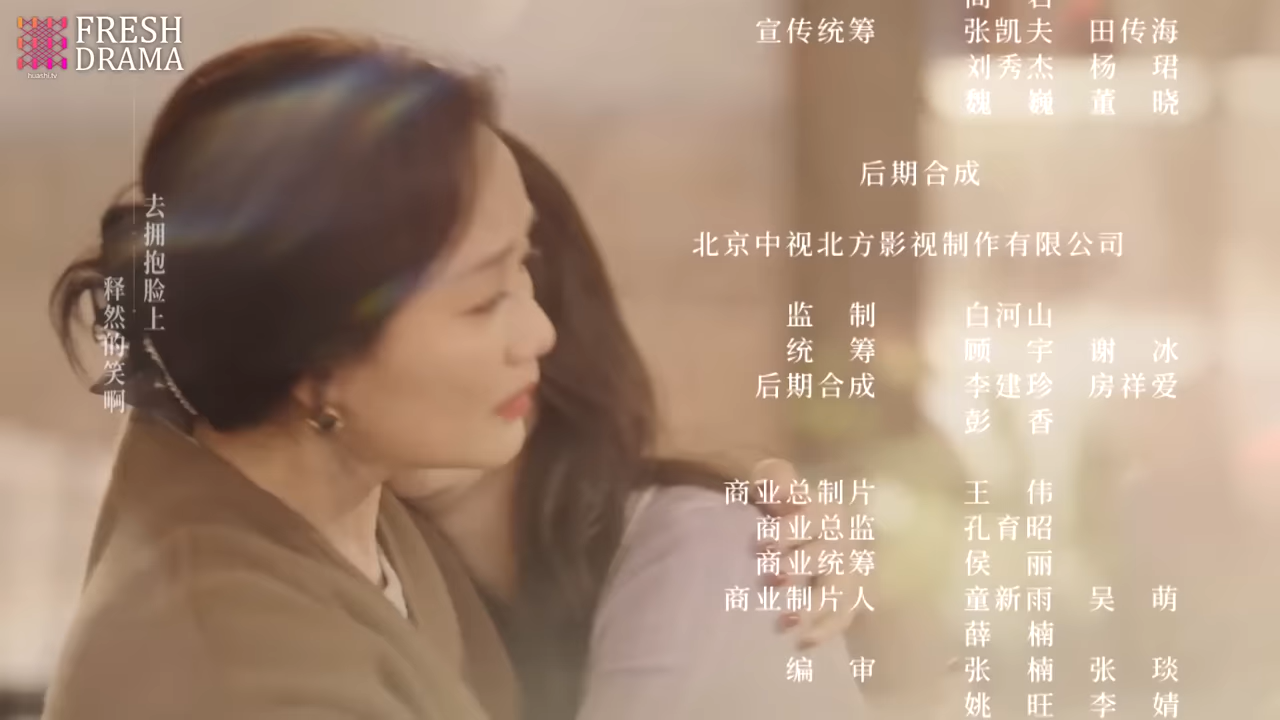 FRESH
DRAMA
huashi.tv
去拥抱脸上
释然的笑啊
宣传统筹 张凯夫 田传海
刘秀杰 杨珺
魏巍 董晓
后期合成
北京中视北方影视制作有限公司
监制 白河山
统筹 顾宇 谢冰
后期合成 李建珍 房祥爱
彭香
商业总制片 王伟
商业总监 孔育昭
商业统筹 侯丽
商业制片人 童新雨 吴萌
薛楠
编审 张楠 张琰
姚旺 李婧